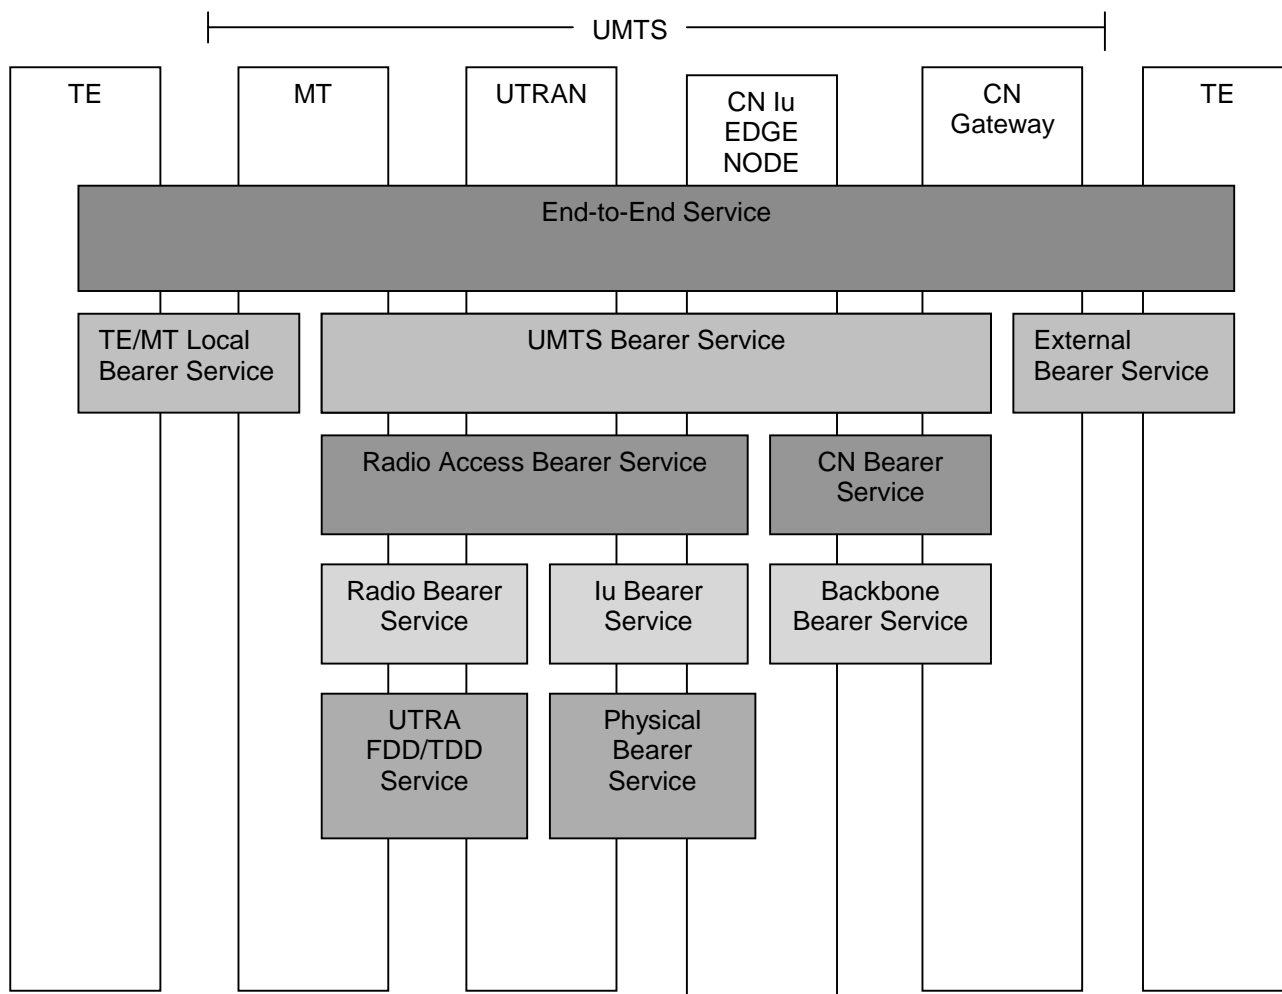 UMTS
TE
MT
UTRAN
CN Iu
EDGE
NODE
CN
Gateway
TE
End-to-End Service
TE/MT Local
Bearer Service
UMTS Bearer Service
External
Bearer Service
Radio Access Bearer Service
CN Bearer
Service
Radio Bearer
Service
Iu Bearer
Service
Backbone
Bearer Service
UTRA
FDD/TDD
Service
Physical
Bearer
Service